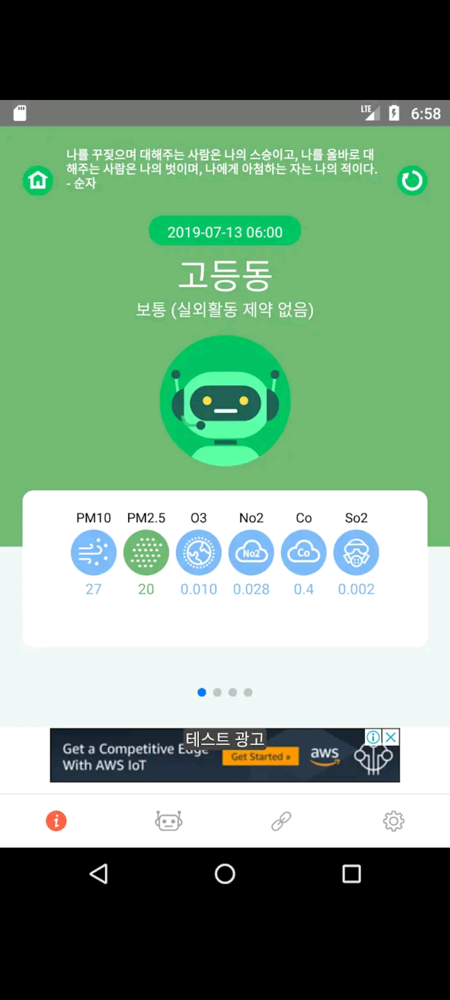 LTE 6:58
나를 꾸짖으며 대해주는 사람은 나의 스승이고, 나를 올바로 대
해주는 사람은 나의 벗이며, 나에게 아첨하는 자는 나의 적이다.
- 순자
2019-07-13 06:00
고등동
보통 (실외활동 제약 없음)
PM10 PM2.5 O3 No2 Co So2
No2 Co
27 20 0.010 0.028 0.4 0.002
테스트 광고
Get a Competitive Edge
With AWS IoT
Get Started »
aws